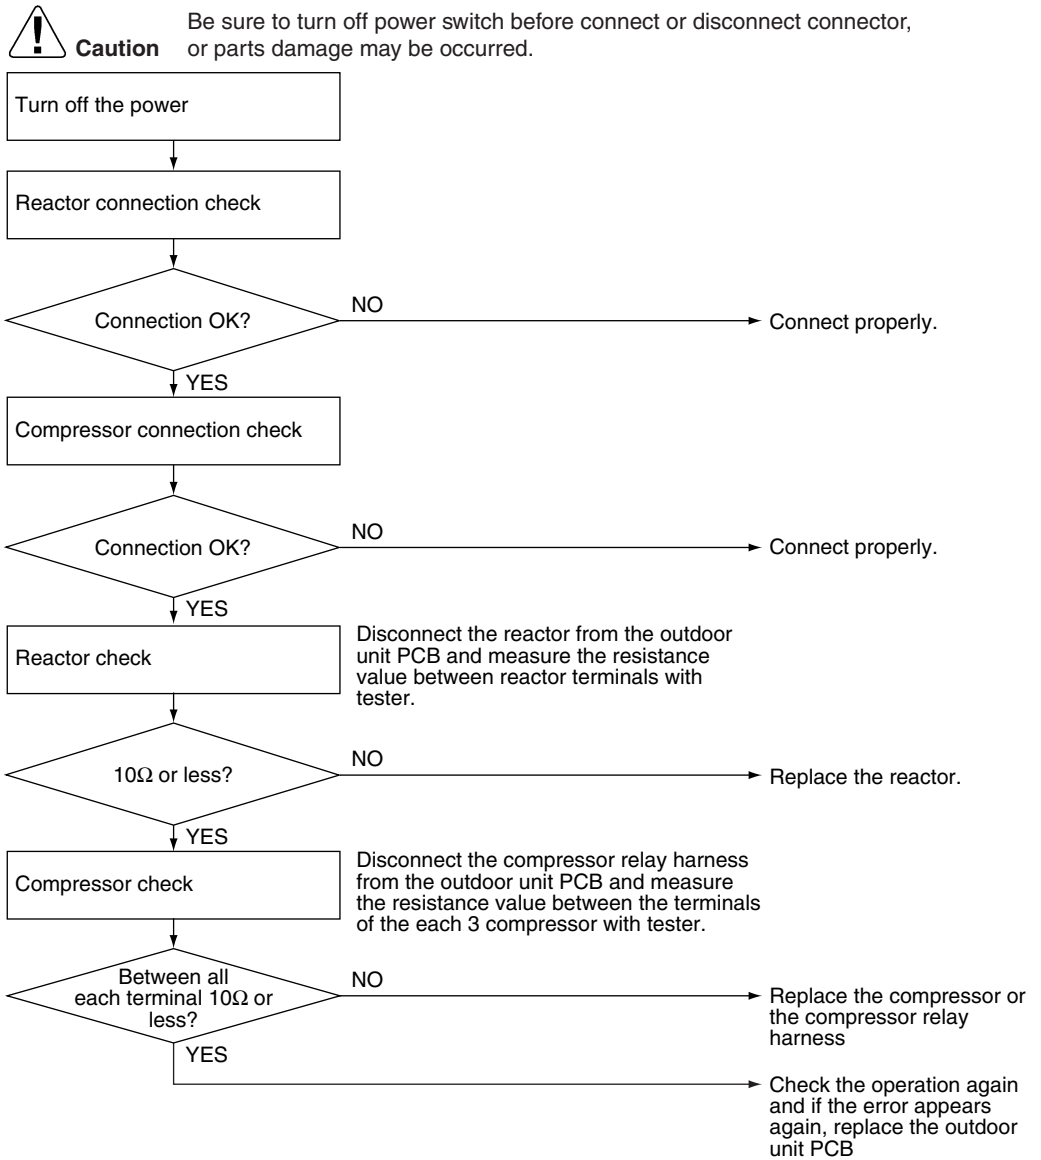 Be sure to turn off power switch before connect or disconnect connector,
Caution or parts damage may be occurred.
Turn off the power
Reactor connection check
Connection OK?
NO
Connect properly.
YES
Compressor connection check
Connection OK?
NO
Connect properly.
YES
Reactor check
Disconnect the reactor from the outdoor
unit PCB and measure the resistance
value between reactor terminals with
tester.
10Ω or less?
NO
Replace the reactor.
YES
Compressor check
Disconnect the compressor relay harness
from the outdoor unit PCB and measure
the resistance value between the terminals
of the each 3 compressor with tester.
Between all
each terminal 10Ω or
less?
NO
Replace the compressor or
the compressor relay
harness
YES
Check the operation again
and if the error appears
again, replace the outdoor
unit PCB